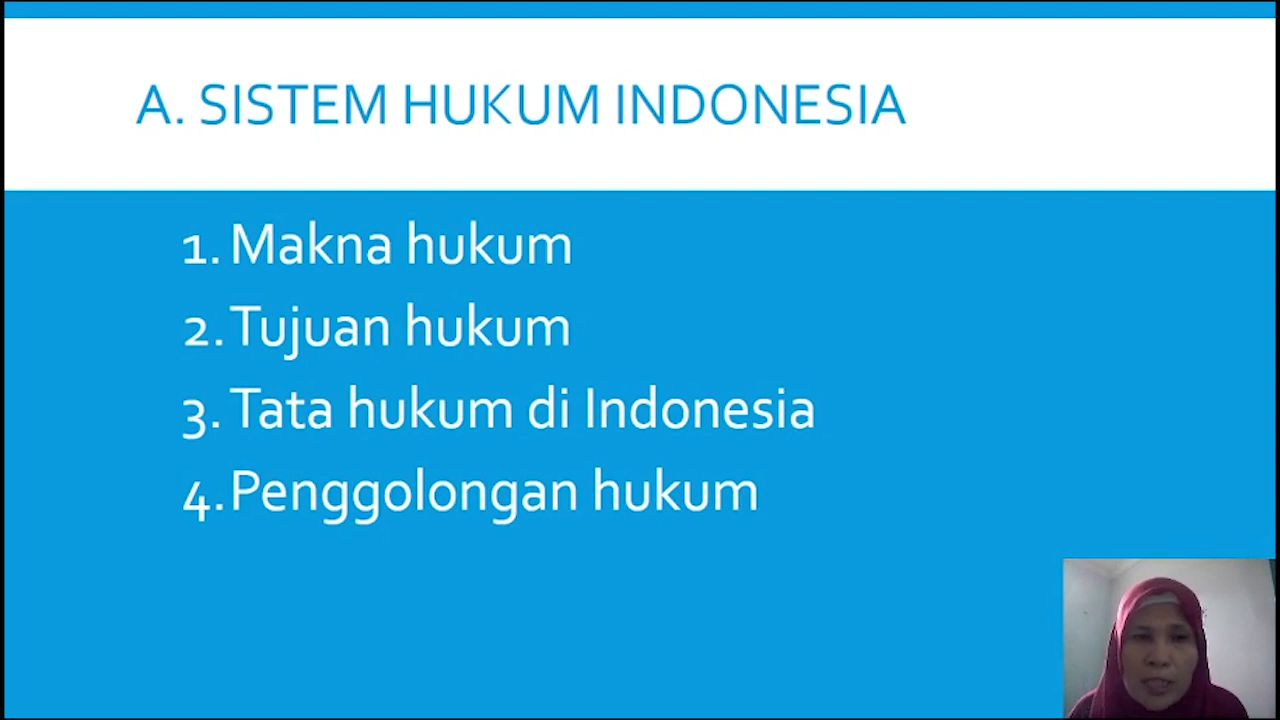 A. SISTEM HUKUM INDONESIA
1. Makna hukum
2. Tujuan hukum
3. Tata hukum di Indonesia
4. Penggolongan hukum